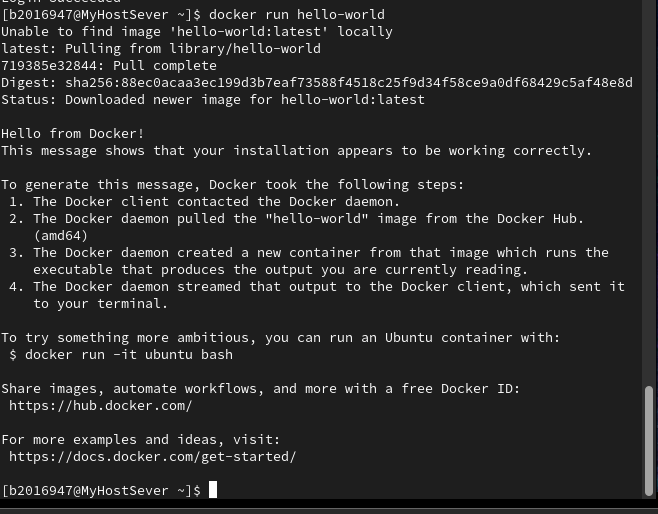 [b2016947@MyHostSever ~]$ docker run hello-world
Unable to find image 'hello-world:latest' locally
latest: Pulling from library/hello-world
719385e32844: Pull complete
Digest: sha256:88ec0acaa3ec199d3b7eaf73588f4518c25f9d34f58ce9a0df68429c5af48e8d
Status: Downloaded newer image for hello-world:latest

Hello from Docker!
This message shows that your installation appears to be working correctly.

To generate this message, Docker took the following steps:
 1. The Docker client contacted the Docker daemon.
 2. The Docker daemon pulled the "hello-world" image from the Docker Hub.
    (amd64)
 3. The Docker daemon created a new container from that image which runs the
    executable that produces the output you are currently reading.
 4. The Docker daemon streamed that output to the Docker client, which sent it
    to your terminal.

To try something more ambitious, you can run an Ubuntu container with:
 $ docker run -it ubuntu bash

Share images, automate workflows, and more with a free Docker ID:
 https://hub.docker.com/

For more examples and ideas, visit:
 https://docs.docker.com/get-started/

[b2016947@MyHostSever ~]$